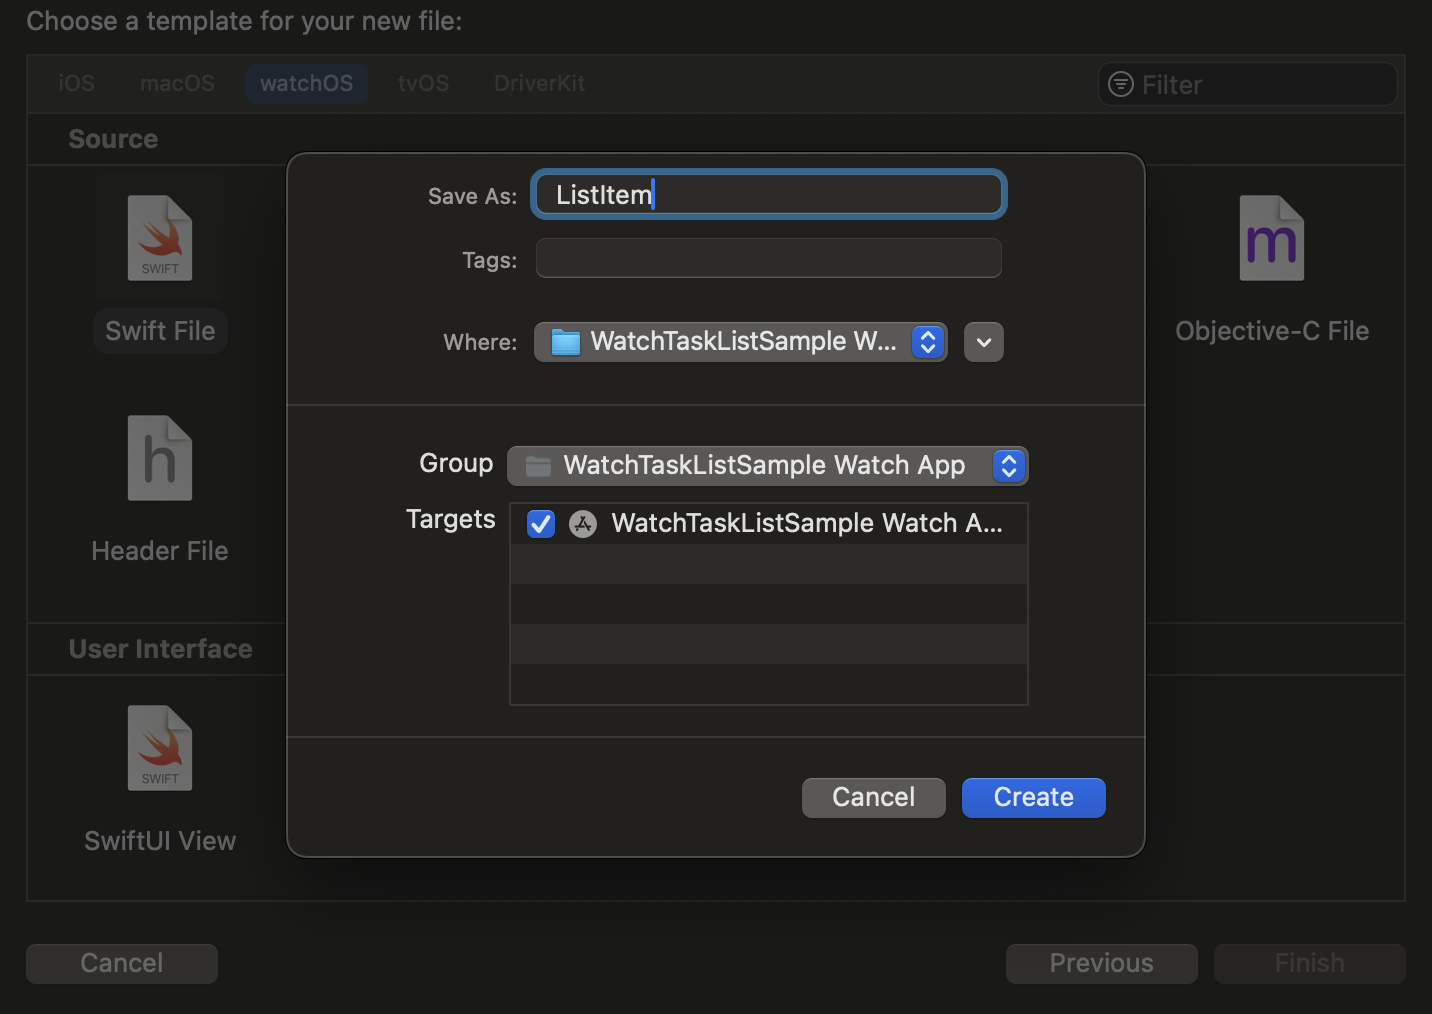 Choose a template for your new file:
iOS macOS watchOS tvOS DriverKit Filter
Source
Save As: ListItem
SWIFT
m
Tags:
Swift File
Objective-C File
Where: WatchTaskListSample W...
h
Group WatchTaskListSample Watch App
Targets WatchTaskListSample Watch A...
Header File
User Interface
SWIFT
Cancel Create
SwiftUI View
Cancel Previous Finish